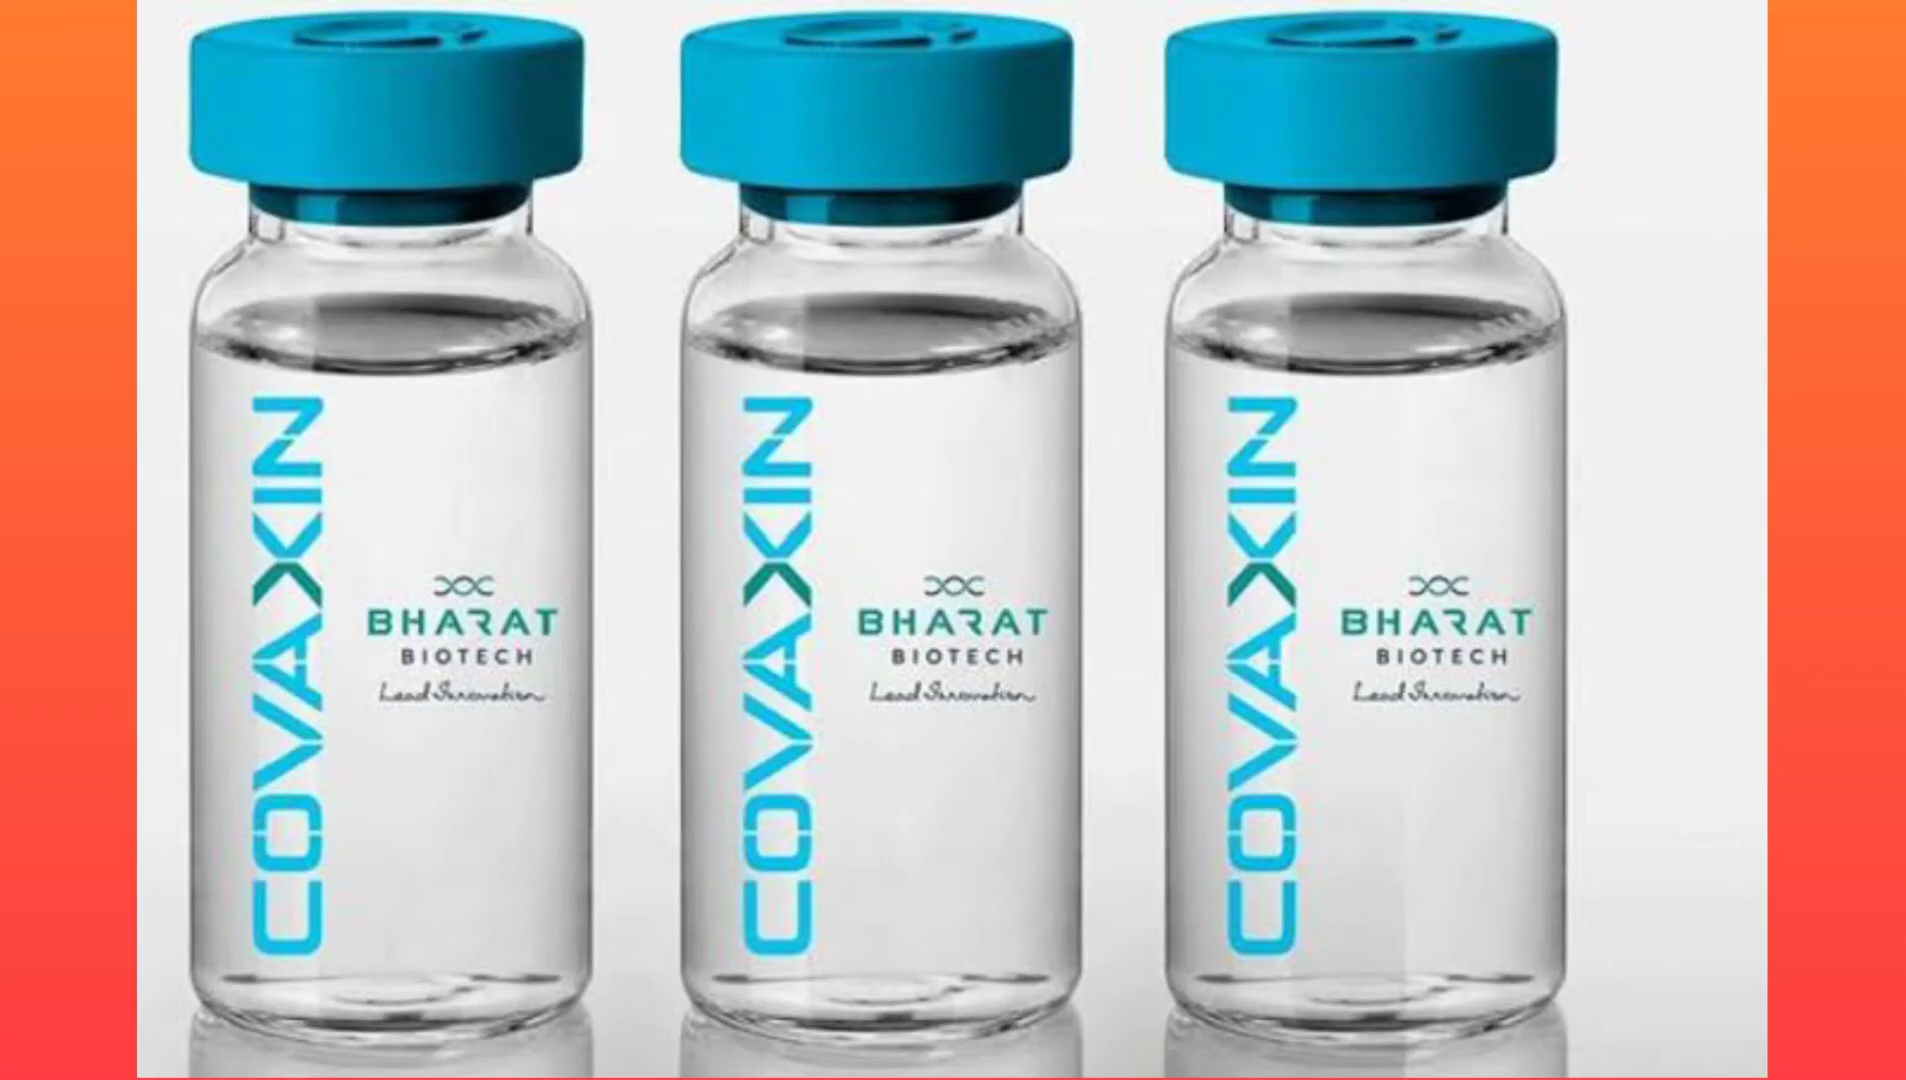 COVAXIN
BHARAT
BIOTECH
Lead Innovation
COVAXIN
BHARAT
BIOTECH
Lead Innovation
COVAXIN
BHARAT
BIOTECH
Lead Innovation